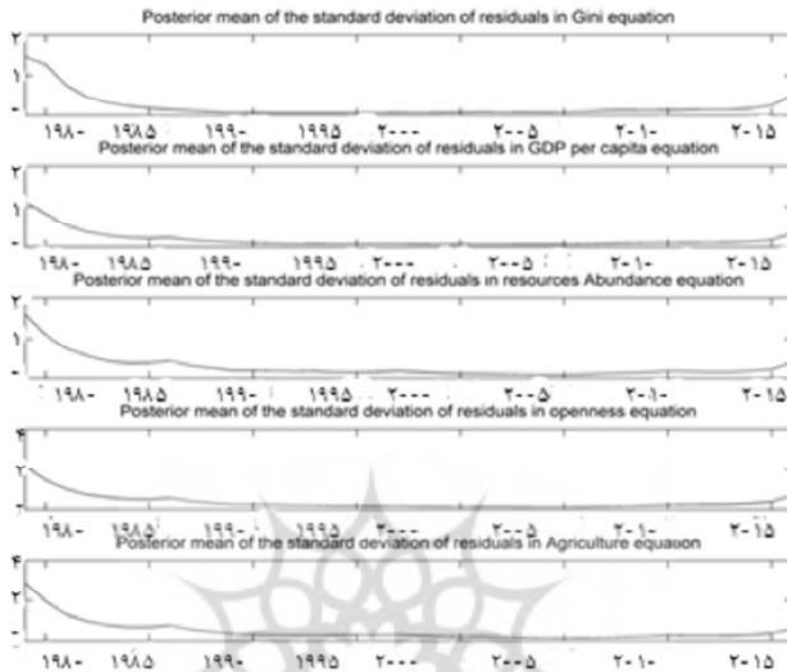 Posterior mean of the standard deviation of residuals in Gini equation
۲
۱
۰
۱۹۸۰ ۱۹۸۵ ۱۹۹۰ ۱۹۹۵ ۲۰۰۰ ۲۰۰۵ ۲۰۱۰ ۲۰۱۵
Posterior mean of the standard deviation of residuals in GDP per capita equation
۲
۱
۰
۱۹۸۰ ۱۹۸۵ ۱۹۹۰ ۱۹۹۵ ۲۰۰۰ ۲۰۰۵ ۲۰۱۰ ۲۰۱۵
Posterior mean of the standard deviation of residuals in resources Abundance equation
۲
۱
۰
۱۹۸۰ ۱۹۸۵ ۱۹۹۰ ۱۹۹۵ ۲۰۰۰ ۲۰۰۵ ۲۰۱۰ ۲۰۱۵
Posterior mean of the standard deviation of residuals in openness equation
۴
۲
۰
۱۹۸۰ ۱۹۸۵ ۱۹۹۰ ۱۹۹۵ ۲۰۰۰ ۲۰۰۵ ۲۰۱۰ ۲۰۱۵
Posterior mean of the standard deviation of residuals in Agriculture equation
۴
۲
۰
۱۹۸۰ ۱۹۸۵ ۱۹۹۰ ۱۹۹۵ ۲۰۰۰ ۲۰۰۵ ۲۰۱۰ ۲۰۱۵